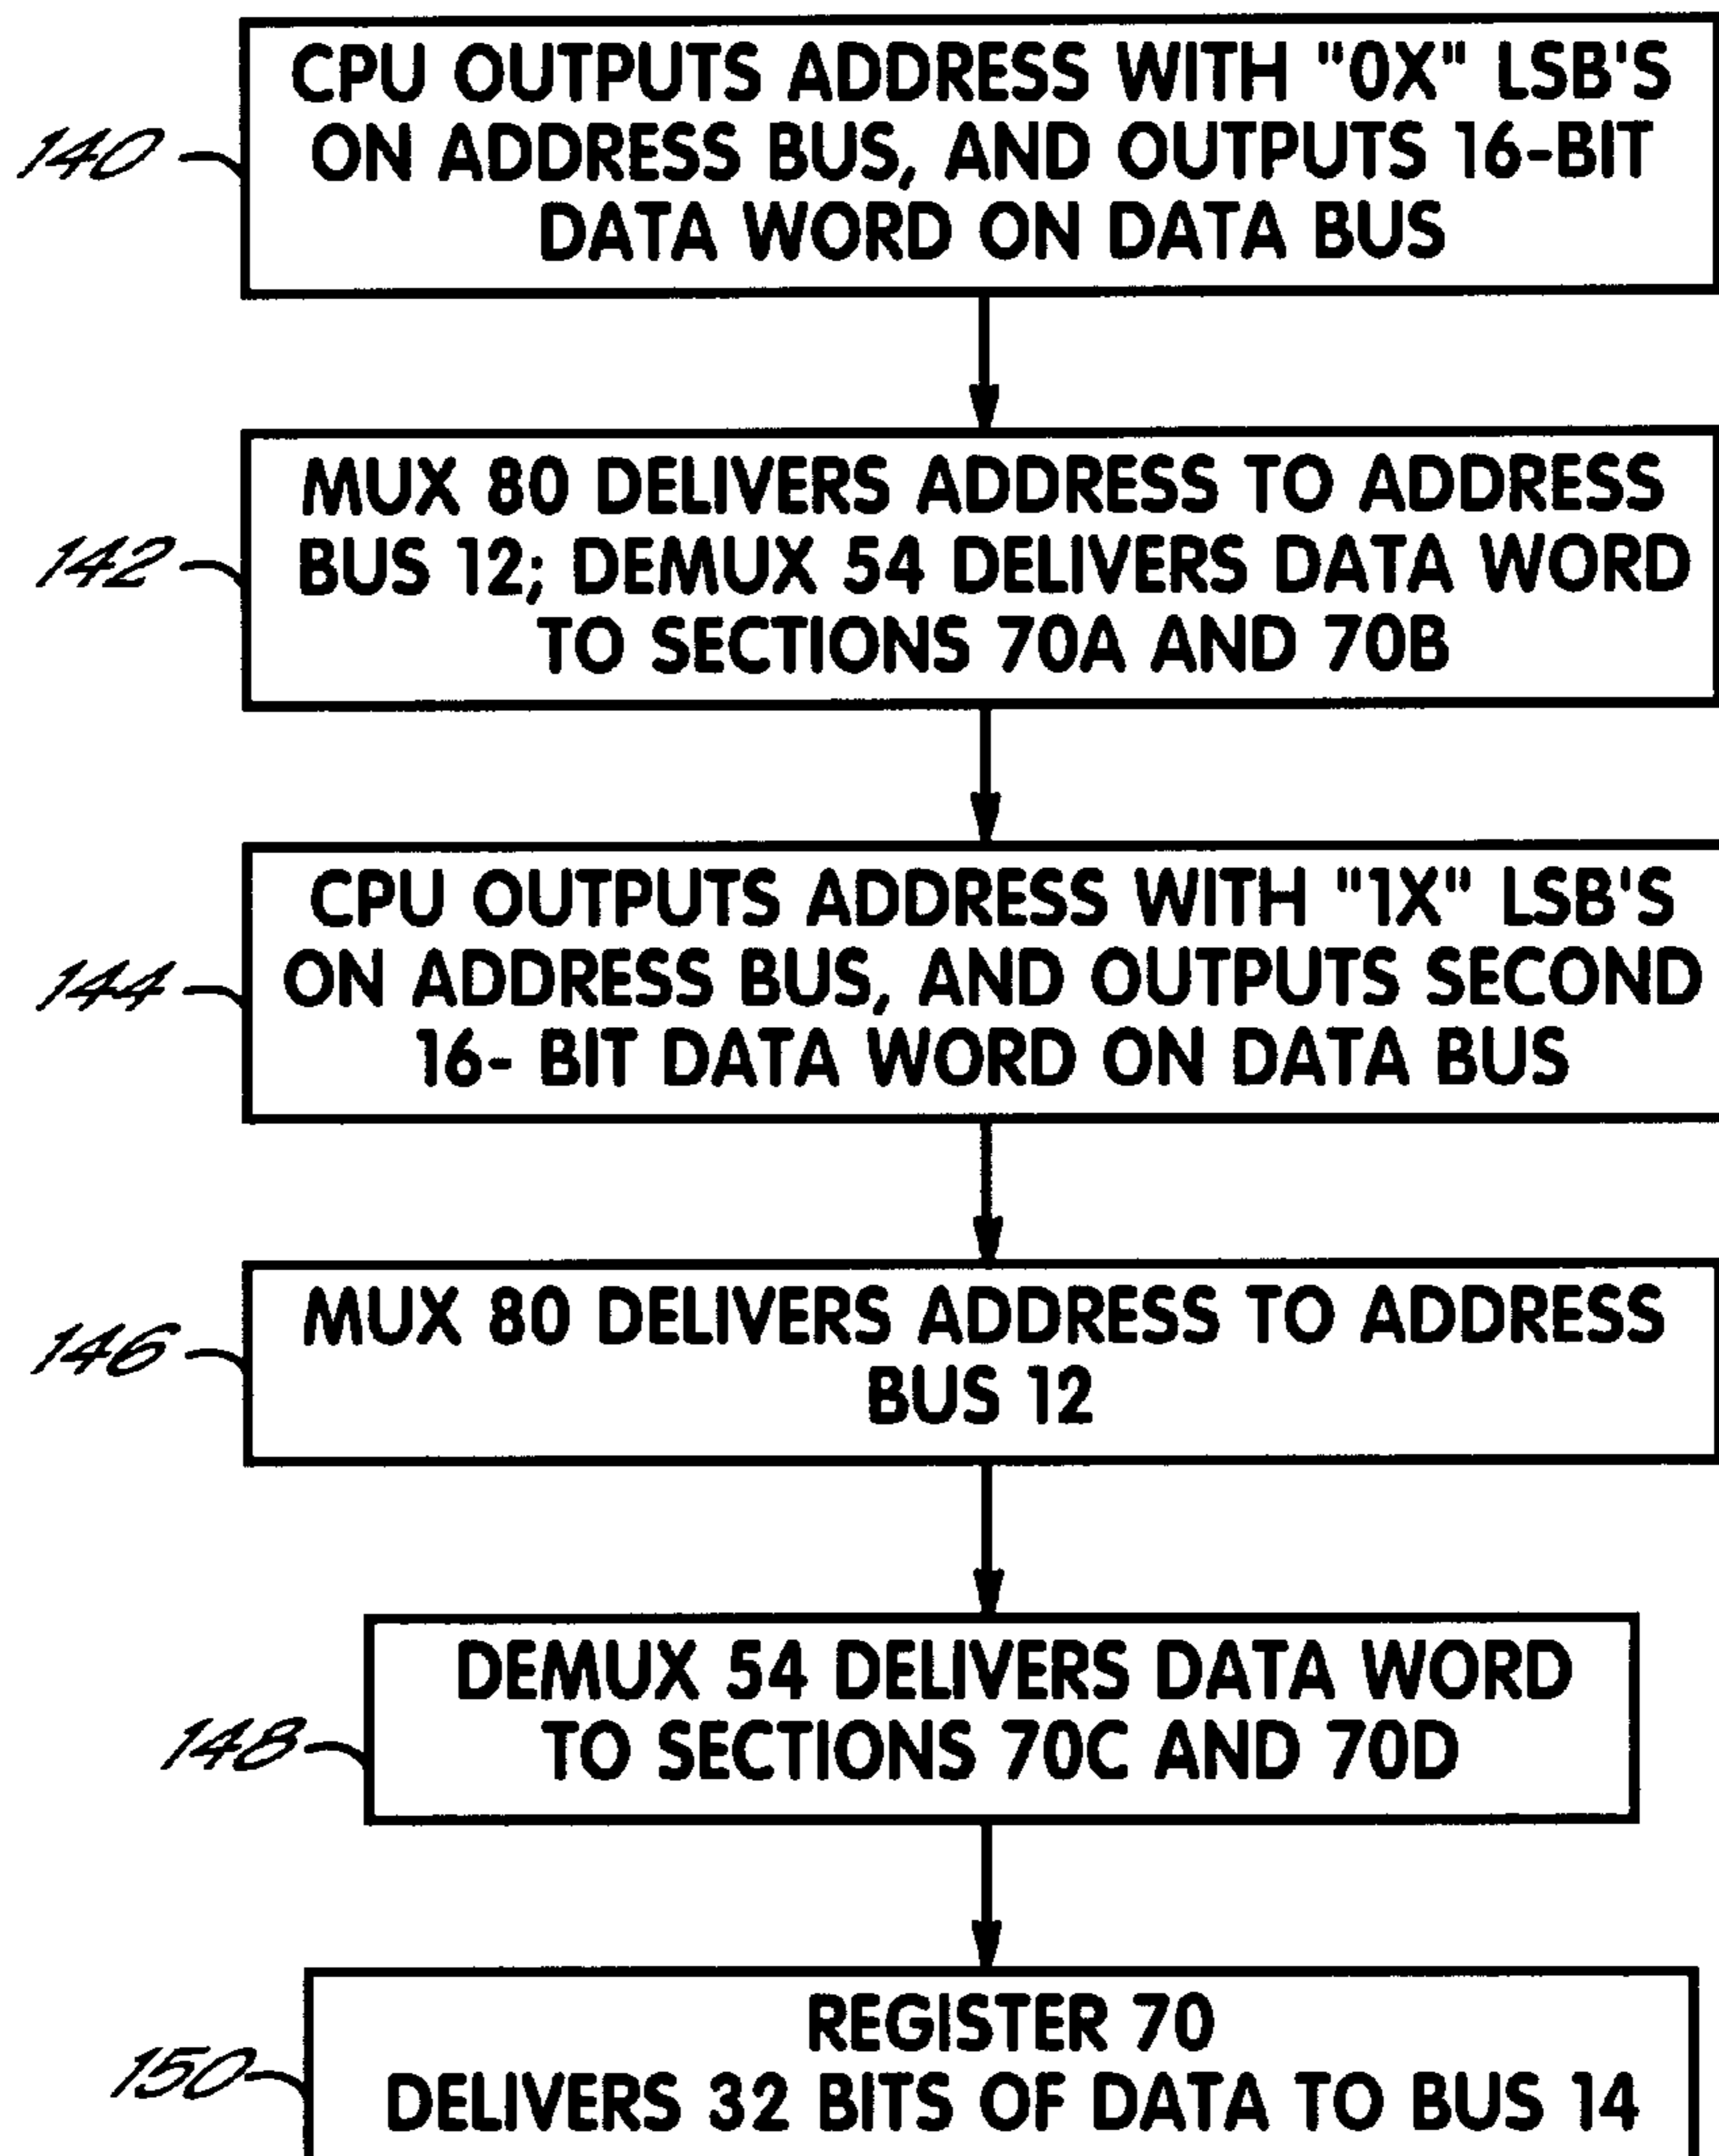 CPU OUTPUTS ADDRESS WITH "0X" LSB'S
140 ON ADDRESS BUS, AND OUTPUTS 16-BIT
DATA WORD ON DATA BUS
MUX 80 DELIVERS ADDRESS TO ADDRESS
142 BUS 12; DEMUX 54 DELIVERS DATA WORD
TO SECTIONS 70A AND 70B
CPU OUTPUTS ADDRESS WITH "1X" LSB'S
144 ON ADDRESS BUS, AND OUTPUTS SECOND
16- BIT DATA WORD ON DATA BUS
MUX 80 DELIVERS ADDRESS TO ADDRESS
146 BUS 12
DEMUX 54 DELIVERS DATA WORD
148 TO SECTIONS 70C AND 70D
REGISTER 70
150 DELIVERS 32 BITS OF DATA TO BUS 14